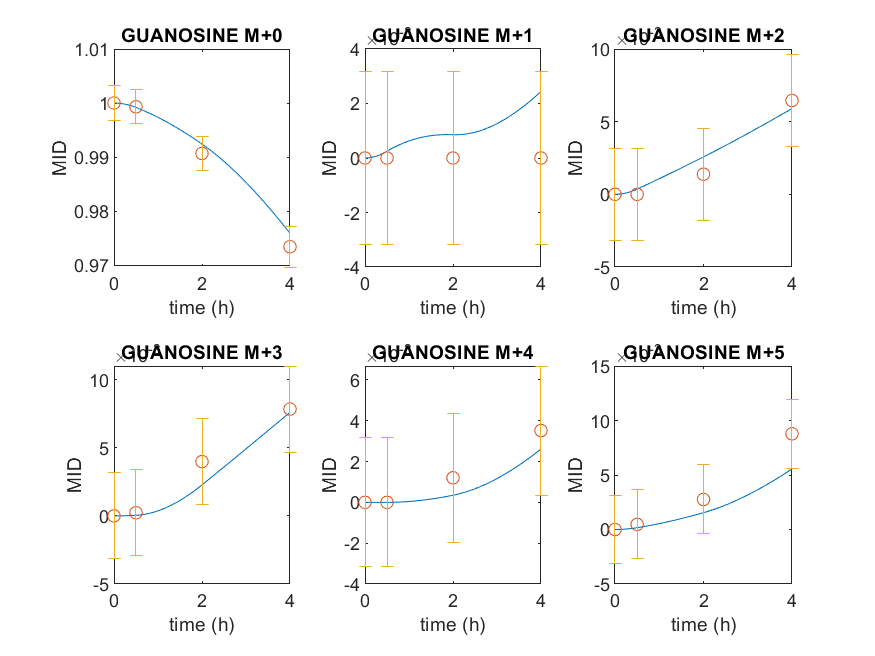 GUANOSINE M+0
1.01
1
0.99
0.98
0.97
MID
0 2 4
time (h)
GUANOSINE M+1
4
2
0
-2
-4
MID
0 2 4
time (h)
GUANOSINE M+2
10
5
0
-5
MID
0 2 4
time (h)
GUANOSINE M+3
10
5
0
-5
MID
0 2 4
time (h)
GUANOSINE M+4
6
4
2
0
-2
-4
MID
0 2 4
time (h)
GUANOSINE M+5
15
10
5
0
-5
MID
0 2 4
time (h)